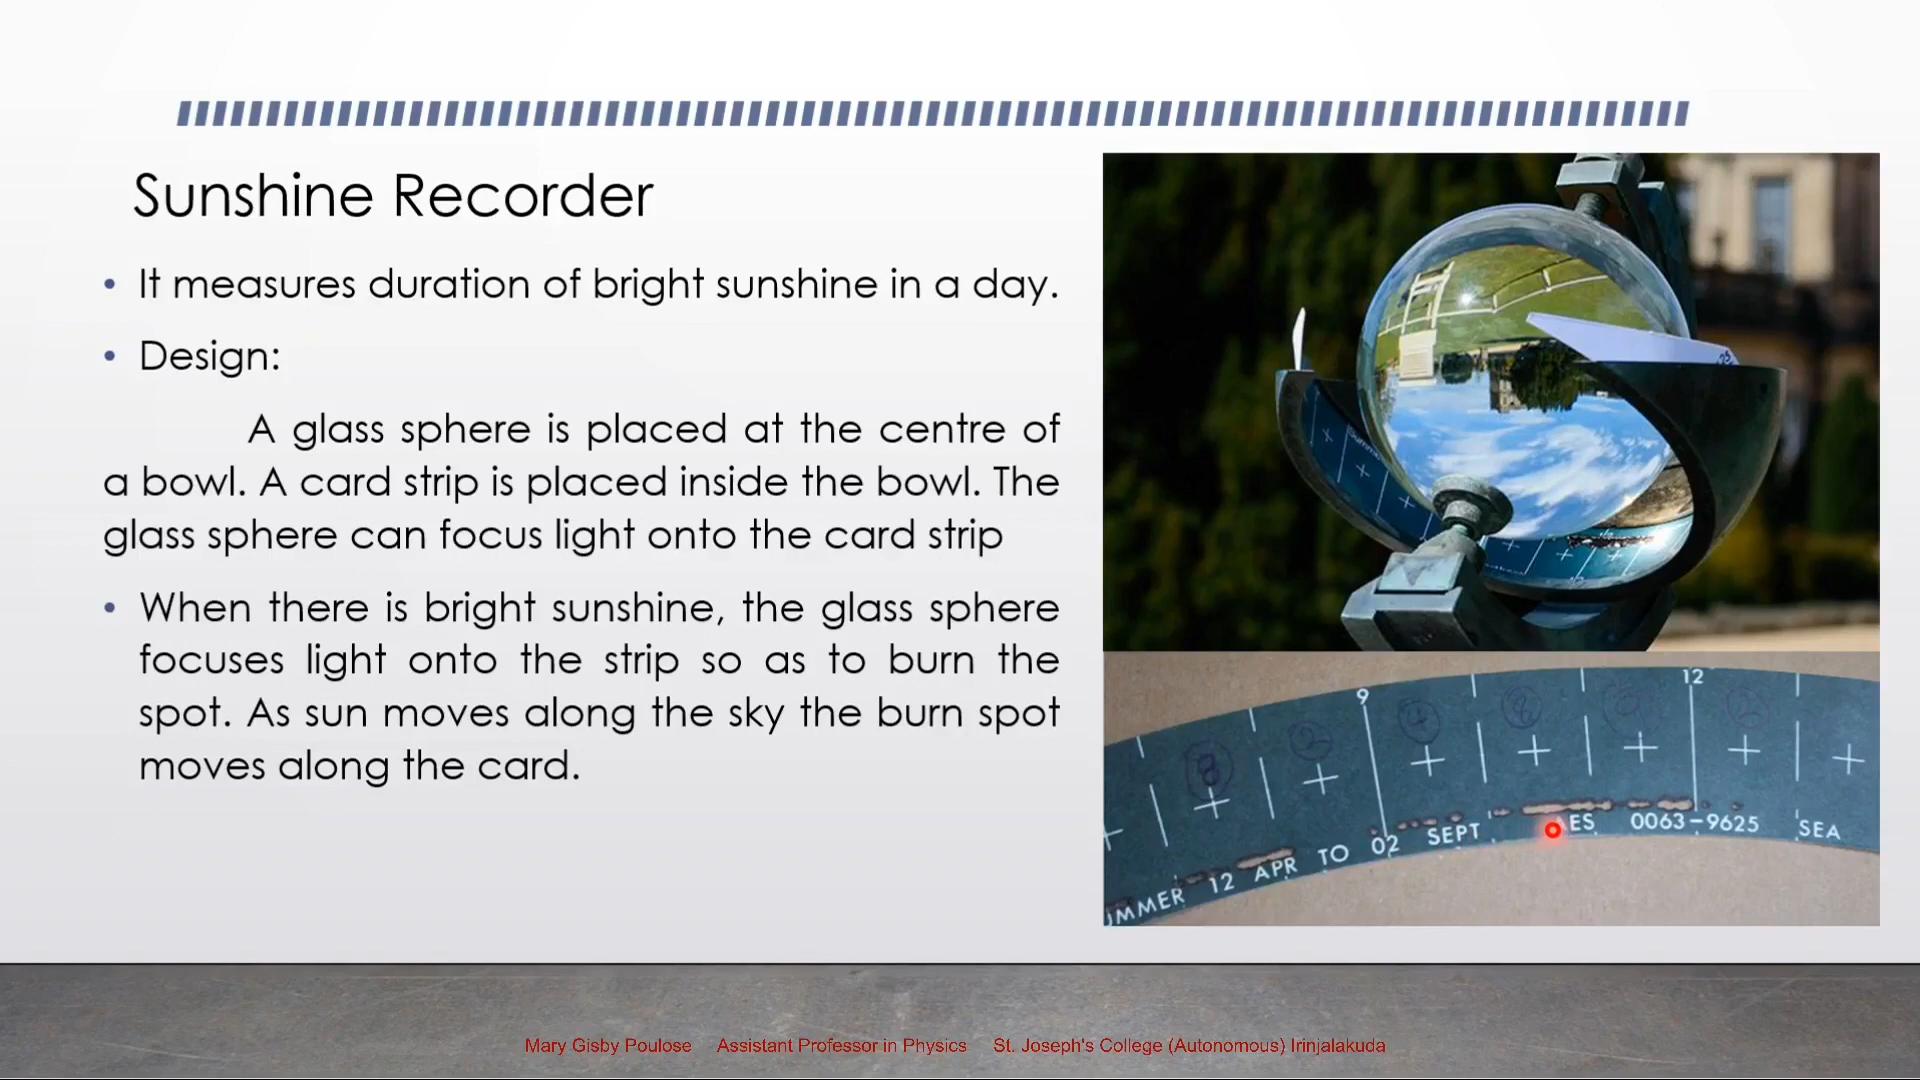 Sunshine Recorder
• It measures duration of bright sunshine in a day.
• Design:
A glass sphere is placed at the centre of
a bowl. A card strip is placed inside the bowl. The
glass sphere can focus light onto the card strip
• When there is bright sunshine, the glass sphere
focuses light onto the strip so as to burn the
spot. As sun moves along the sky the burn spot
moves along the card.
9 12
UMMER 12 APR TO 02 SEPT ES 0063-9625 SEA
Mary Gisby Poulose Assistant Professor in Physics St. Joseph's College (Autonomous) Irinjalakuda